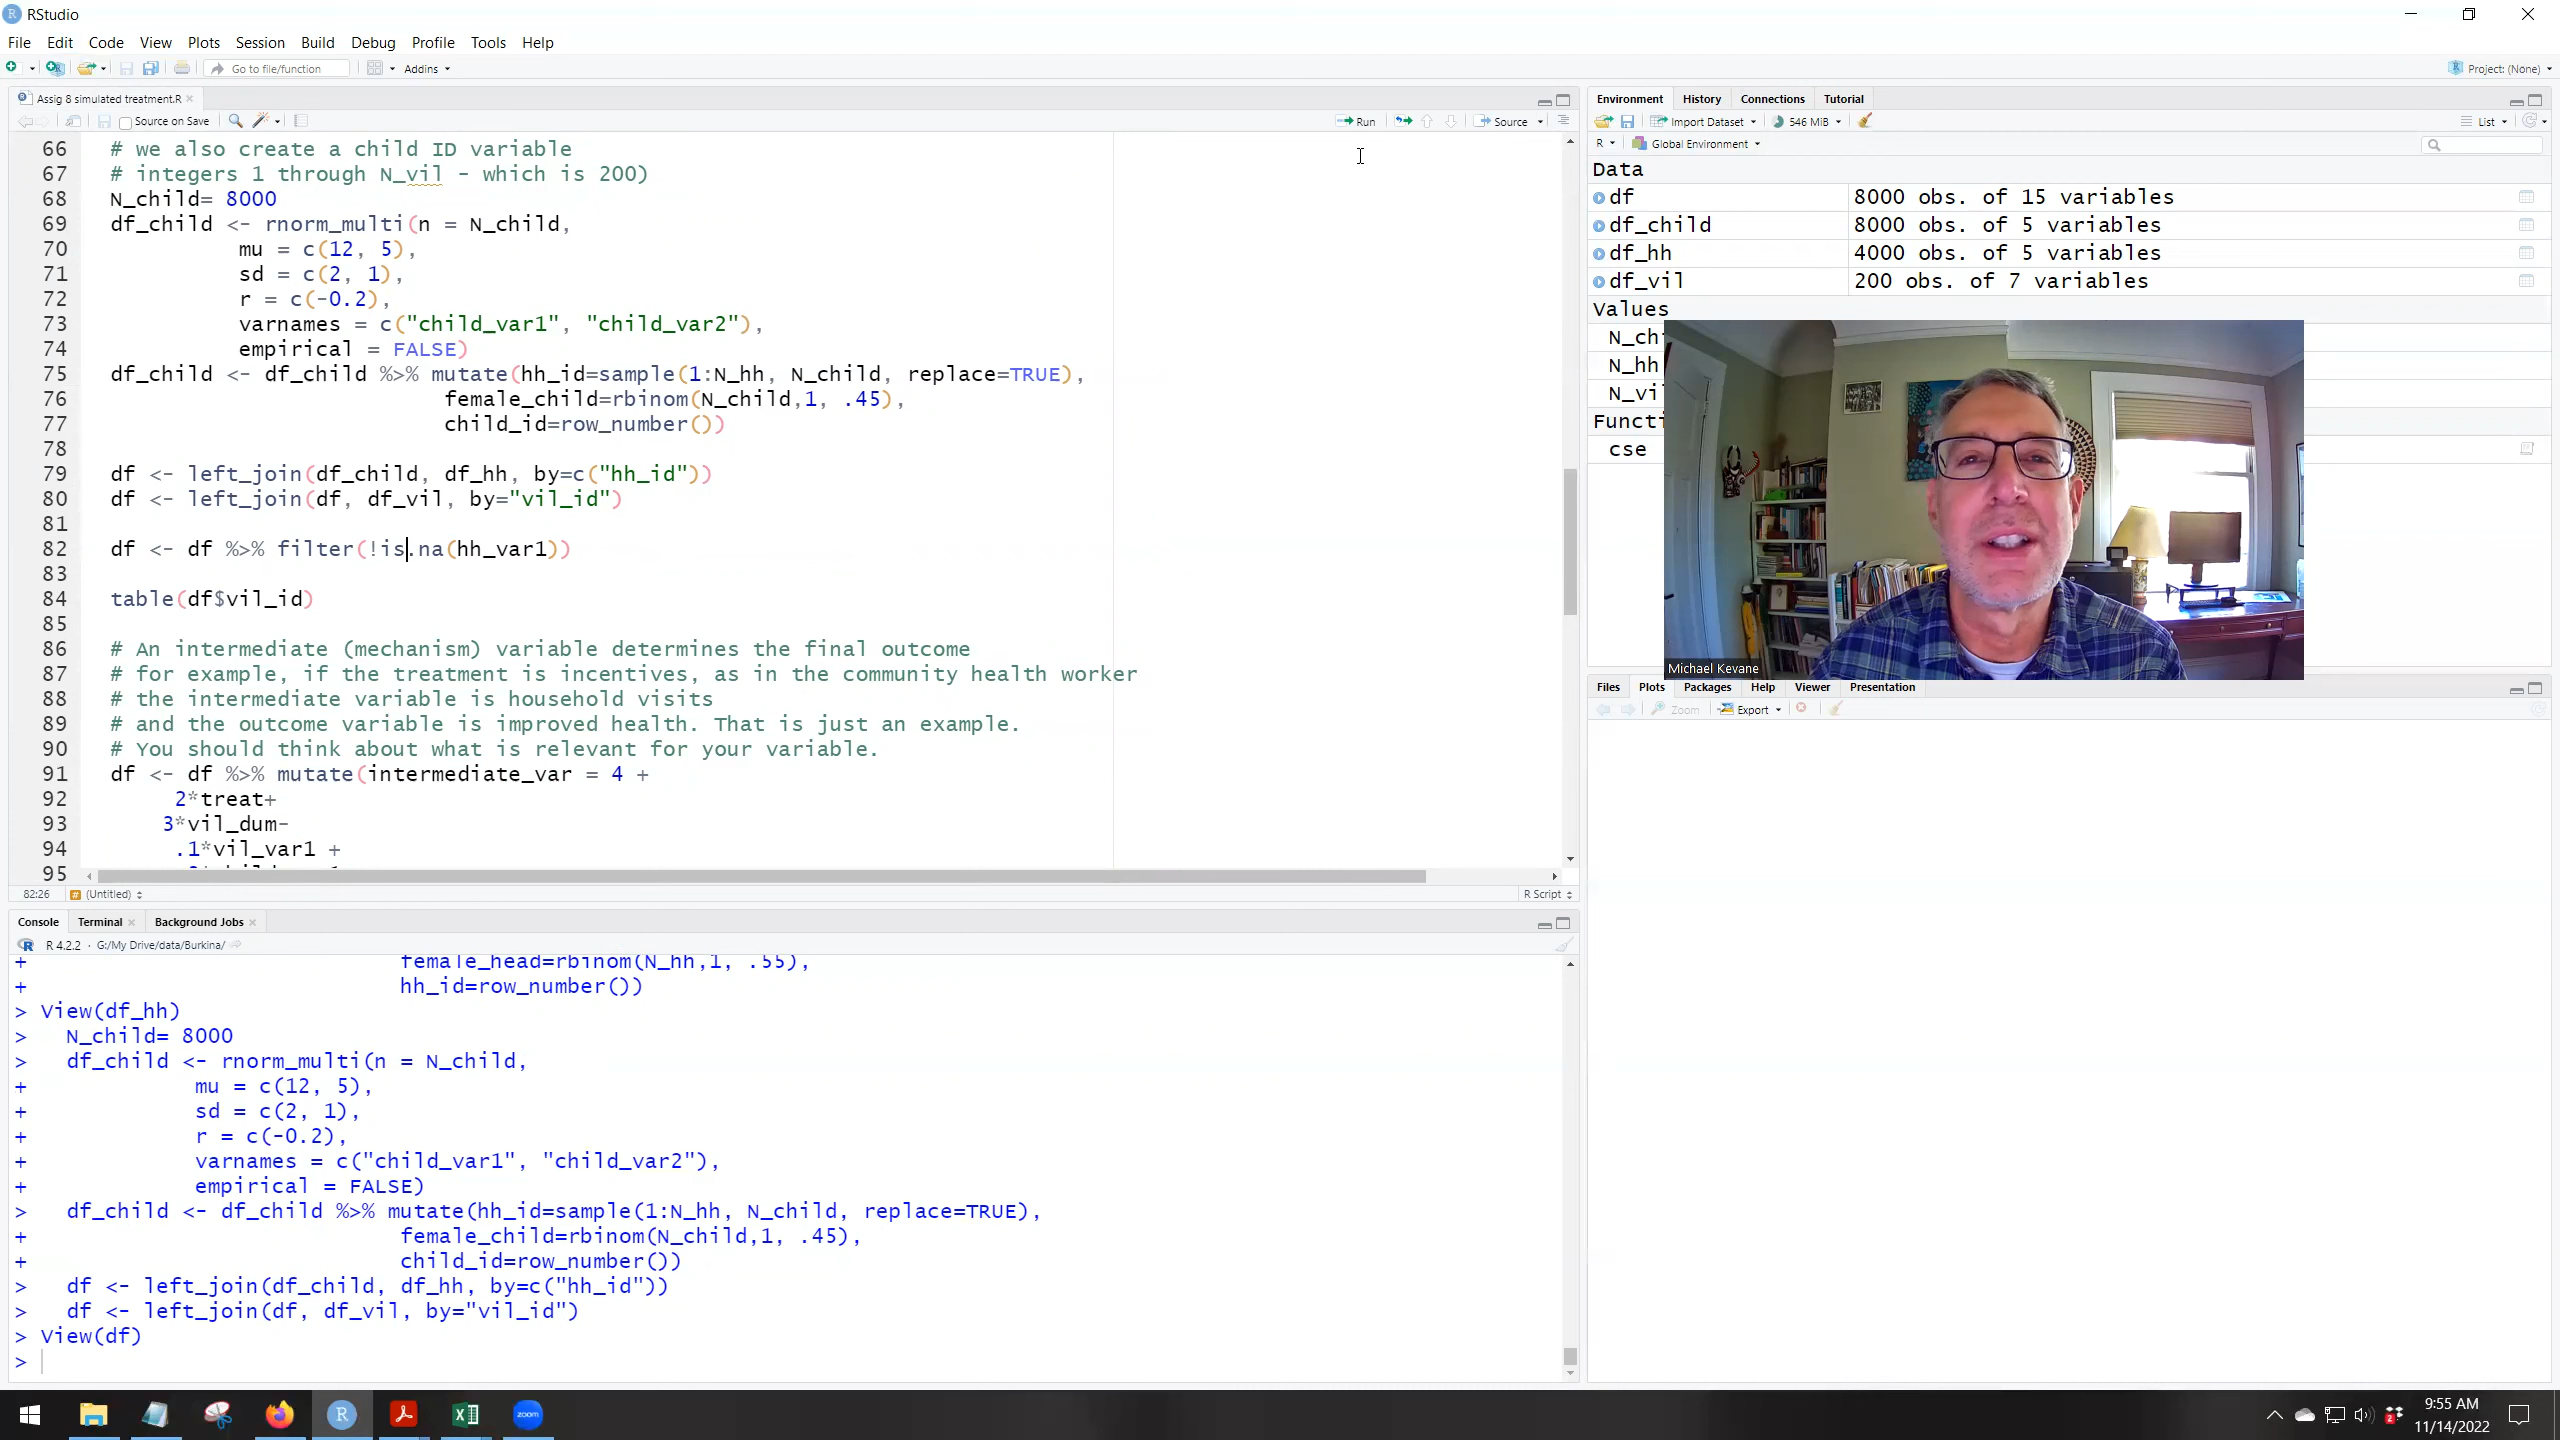 RStudio
File Edit Code View Plots Session Build Debug Profile Tools Help
Go to file/function Addins Project: (None)
Assig 8 simulated treatment.R
Source on Save Run Source
66 # we also create a child ID variable
67 # integers 1 through N_vil - which is 200)
68 N_child= 8000
69 df_child <- rnorm_multi(n = N_child,
70 mu = c(12, 5),
71 sd = c(2, 1),
72 r = c(-0.2),
73 varnames = c("child_var1", "child_var2"),
74 empirical = FALSE)
75 df_child <- df_child %>% mutate(hh_id=sample(1:N_hh, N_child, replace=TRUE),
76 female_child=rbinom(N_child,1, .45),
77 child_id=row_number())
78
79 df <- left_join(df_child, df_hh, by=c("hh_id"))
80 df <- left_join(df, df_vil, by="vil_id")
81
82 df <- df %>% filter(!is.na(hh_var1))
83
84 table(df$vil_id)
85
86 # An intermediate (mechanism) variable determines the final outcome
87 # for example, if the treatment is incentives, as in the community health worker
88 # the intermediate variable is household visits
89 # and the outcome variable is improved health. That is just an example.
90 # You should think about what is relevant for your variable.
91 df <- df %>% mutate(intermediate_var = 4 +
92 2*treat+
93 3*vil_dum-
94 .1*vil_var1 +
95
82:26 (Untitled) R Script
Console Terminal Background Jobs
R 4.2.2 · G:/My Drive/data/Burkina/
+ female_head=rbinom(N_hh,1, .55),
+ hh_id=row_number())
> View(df_hh)
> N_child= 8000
> df_child <- rnorm_multi(n = N_child,
+ mu = c(12, 5),
+ sd = c(2, 1),
+ r = c(-0.2),
+ varnames = c("child_var1", "child_var2"),
+ empirical = FALSE)
> df_child <- df_child %>% mutate(hh_id=sample(1:N_hh, N_child, replace=TRUE),
+ female_child=rbinom(N_child,1, .45),
+ child_id=row_number())
> df <- left_join(df_child, df_hh, by=c("hh_id"))
> df <- left_join(df, df_vil, by="vil_id")
> View(df)
>
Environment History Connections Tutorial
Import Dataset 546 MiB List
R Global Environment
Data
df 8000 obs. of 15 variables
df_child 8000 obs. of 5 variables
df_hh 4000 obs. of 5 variables
df_vil 200 obs. of 7 variables
Values
N_chi
N_hh
N_vil
Functi
cse
Michael Kevane
Files Plots Packages Help Viewer Presentation
Zoom Export
zoom
9:55 AM
11/14/2022